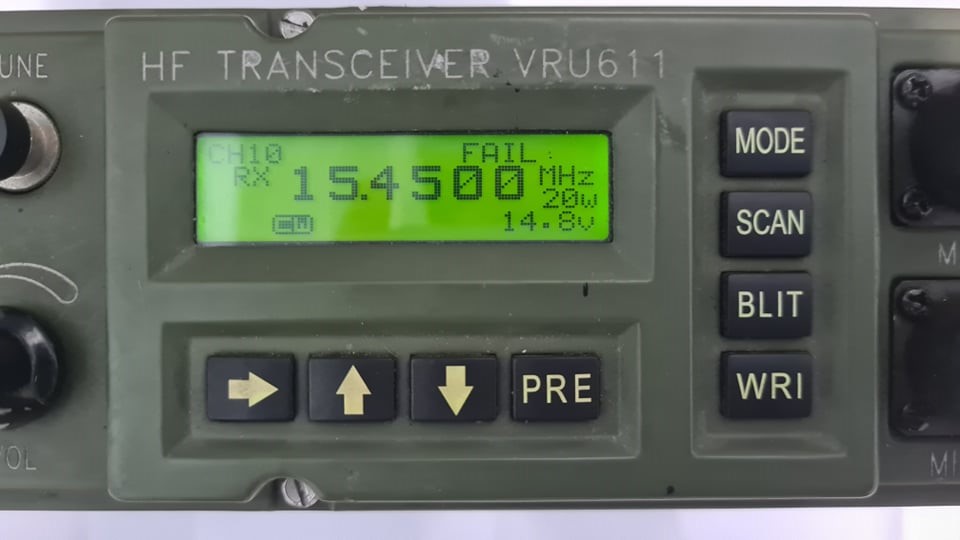 UNE
HF TRANSCEIVER VRU611
CH10 FAIL
RX 15.4500 MHz
20w
14.8v
MODE
SCAN
BLIT
WRI
PRE
VOL